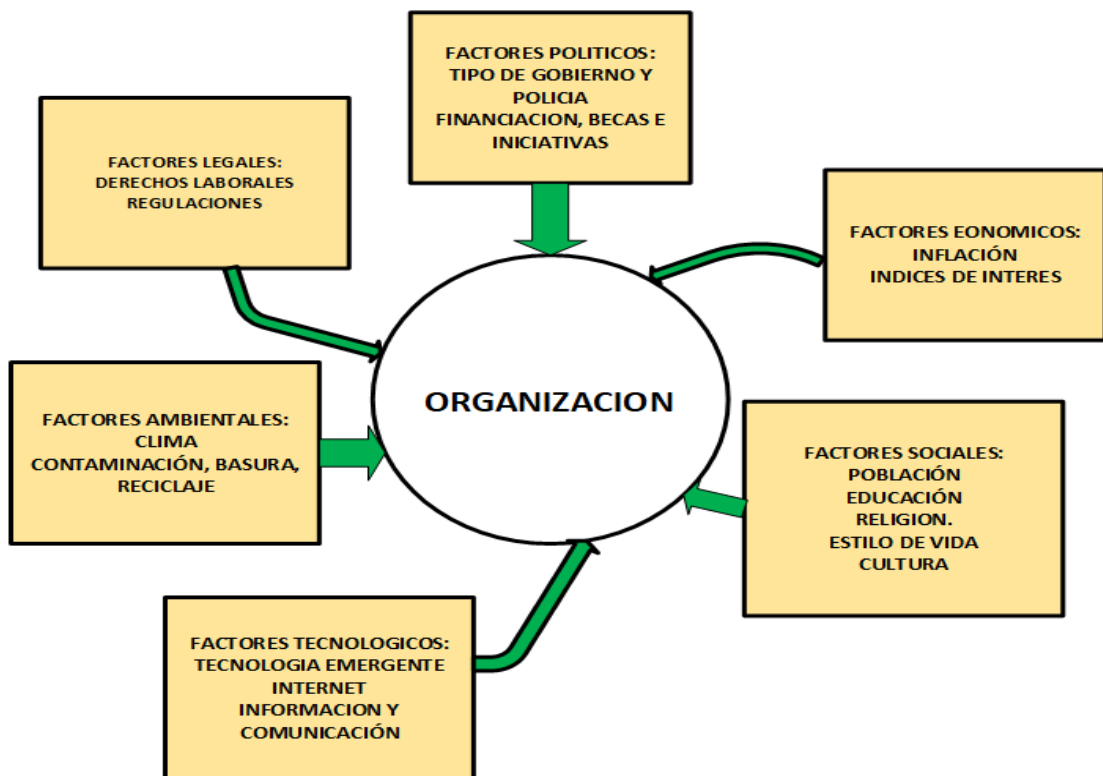 FACTORES POLITICOS:
TIPO DE GOBIERNO Y
POLICIA
FINANCIACION, BECAS E
INICIATIVAS
FACTORES LEGALES:
DERECHOS LABORALES
REGULACIONES
FACTORES EONOMICOS:
INFLACIÓN
INDICES DE INTERES
ORGANIZACION
FACTORES AMBIENTALES:
CLIMA
CONTAMINACIÓN, BASURA,
RECICLAJE
FACTORES SOCIALES:
POBLACIÓN
EDUCACIÓN
RELIGION.
ESTILO DE VIDA
CULTURA
FACTORES TECNOLOGICOS:
TECNOLOGIA EMERGENTE
INTERNET
INFORMACION Y
COMUNICACIÓN